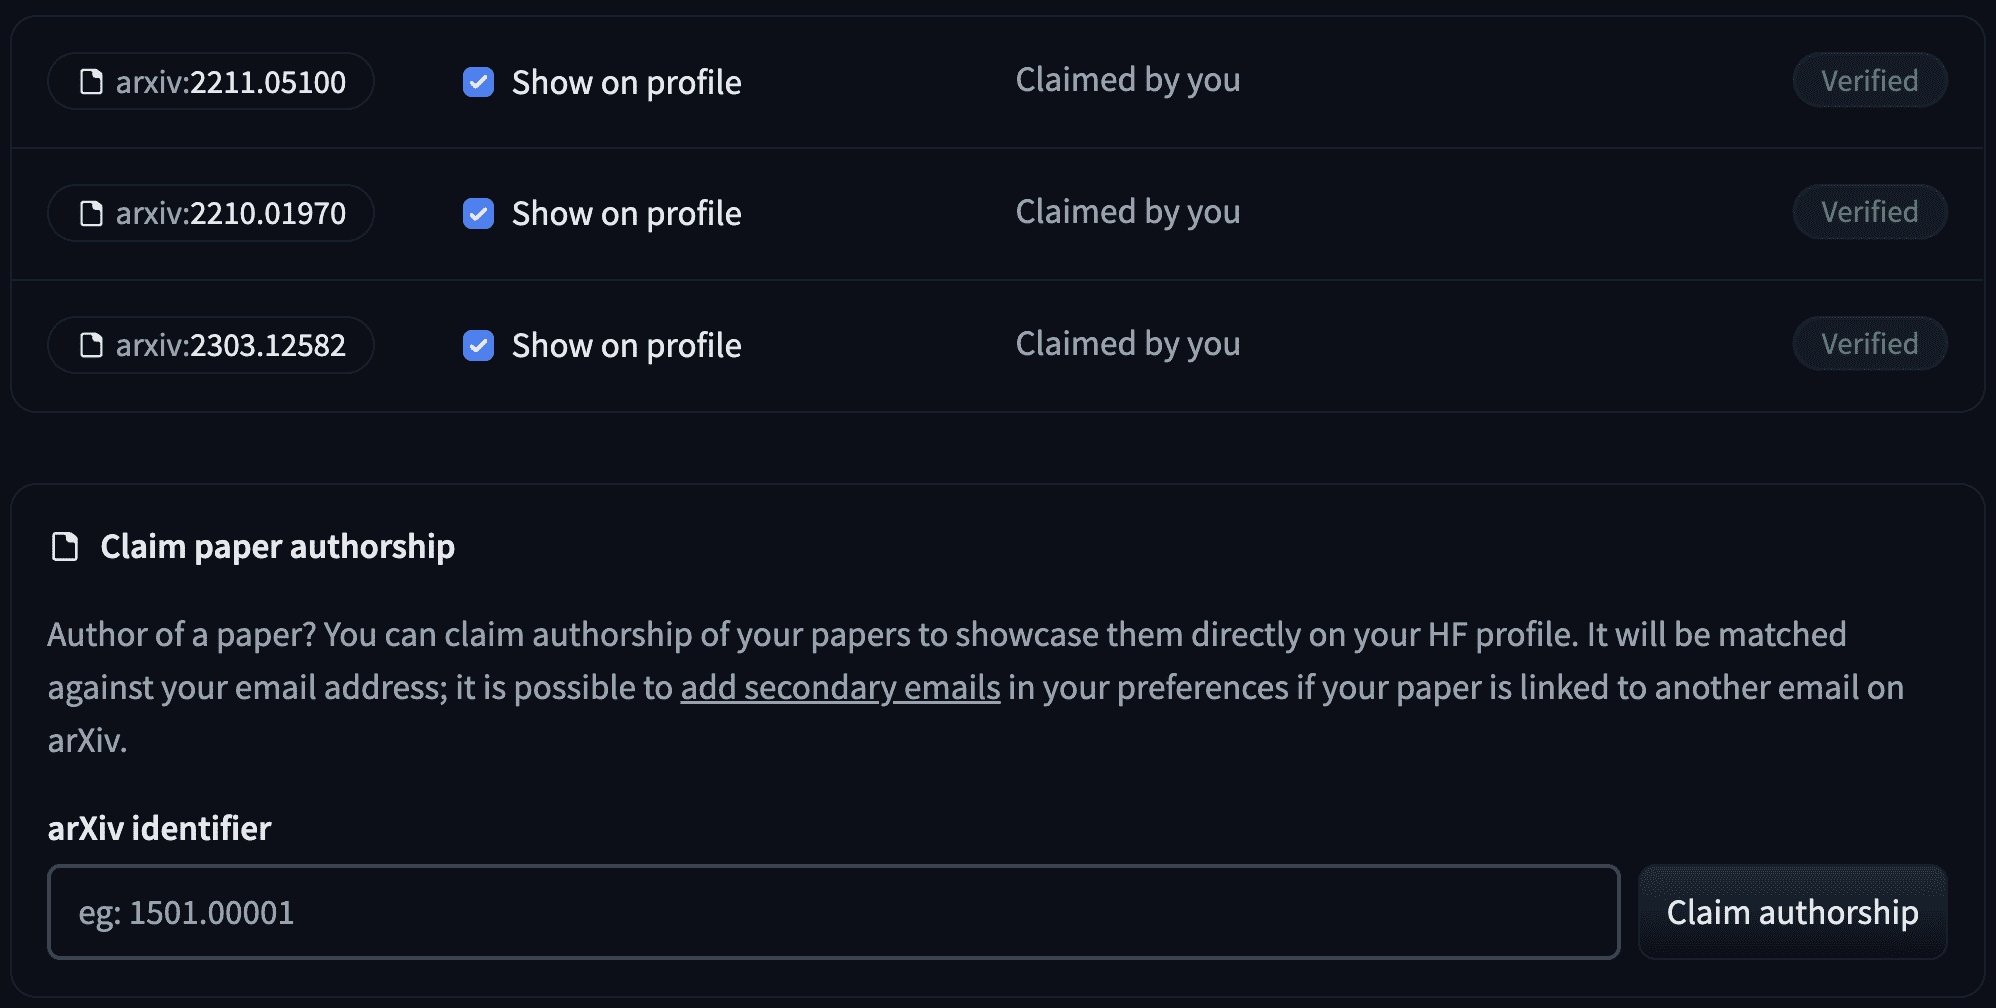 arxiv:2211.05100 Show on profile Claimed by you Verified
arxiv:2210.01970 Show on profile Claimed by you Verified
arxiv:2303.12582 Show on profile Claimed by you Verified
Claim paper authorship
Author of a paper? You can claim authorship of your papers to showcase them directly on your HF profile. It will be matched
against your email address; it is possible to add secondary emails in your preferences if your paper is linked to another email on
arXiv.
arXiv identifier
eg: 1501.00001 Claim authorship